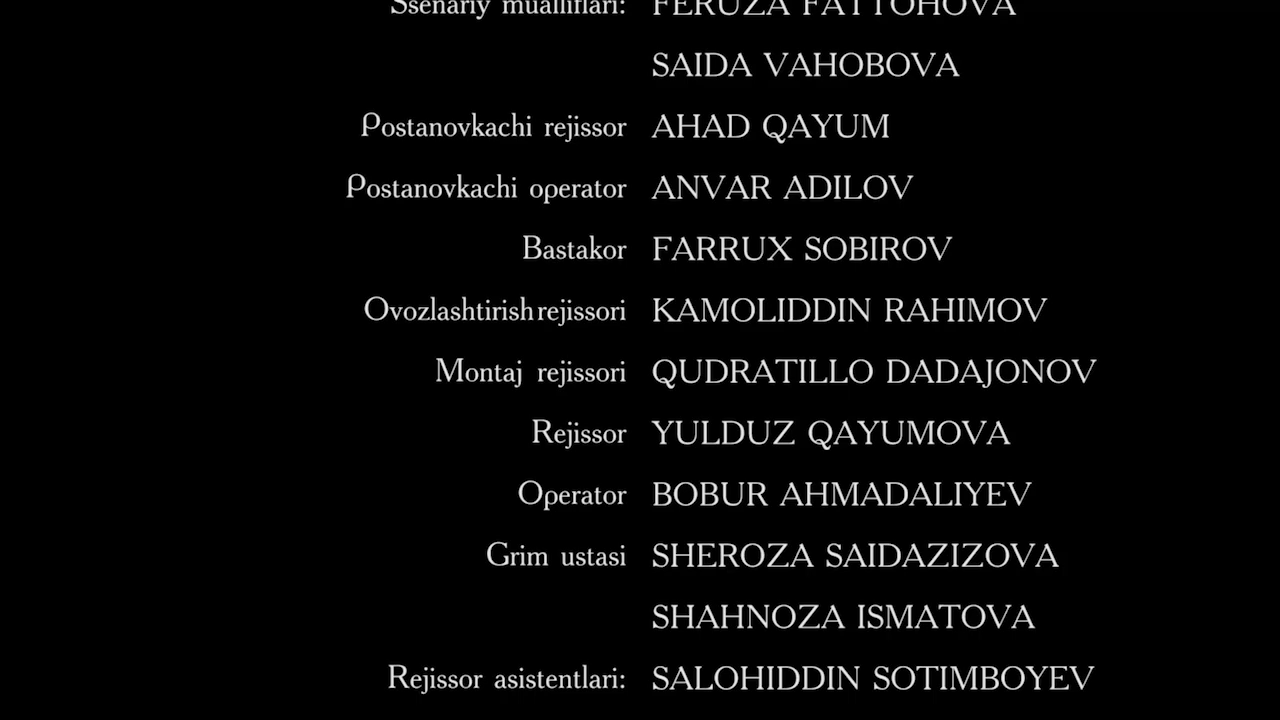 Ssenariy mualliflari: FERUZA FATTOHOVA
SAIDA VAHOBOVA
Postanovkachi rejissor AHAD QAYUM
Postanovkachi operator ANVAR ADILOV
Bastakor FARRUX SOBIROV
Ovozlashtirish rejissori KAMOLIDDIN RAHIMOV
Montaj rejissori QUDRATILLO DADAJONOV
Rejissor YULDUZ QAYUMOVA
Operator BOBUR AHMADALIYEV
Grim ustasi SHEROZA SAIDAZIZOVA
SHAHNOZA ISMATOVA
Rejissor asistentlari: SALOHIDDIN SOTIMBOYEV